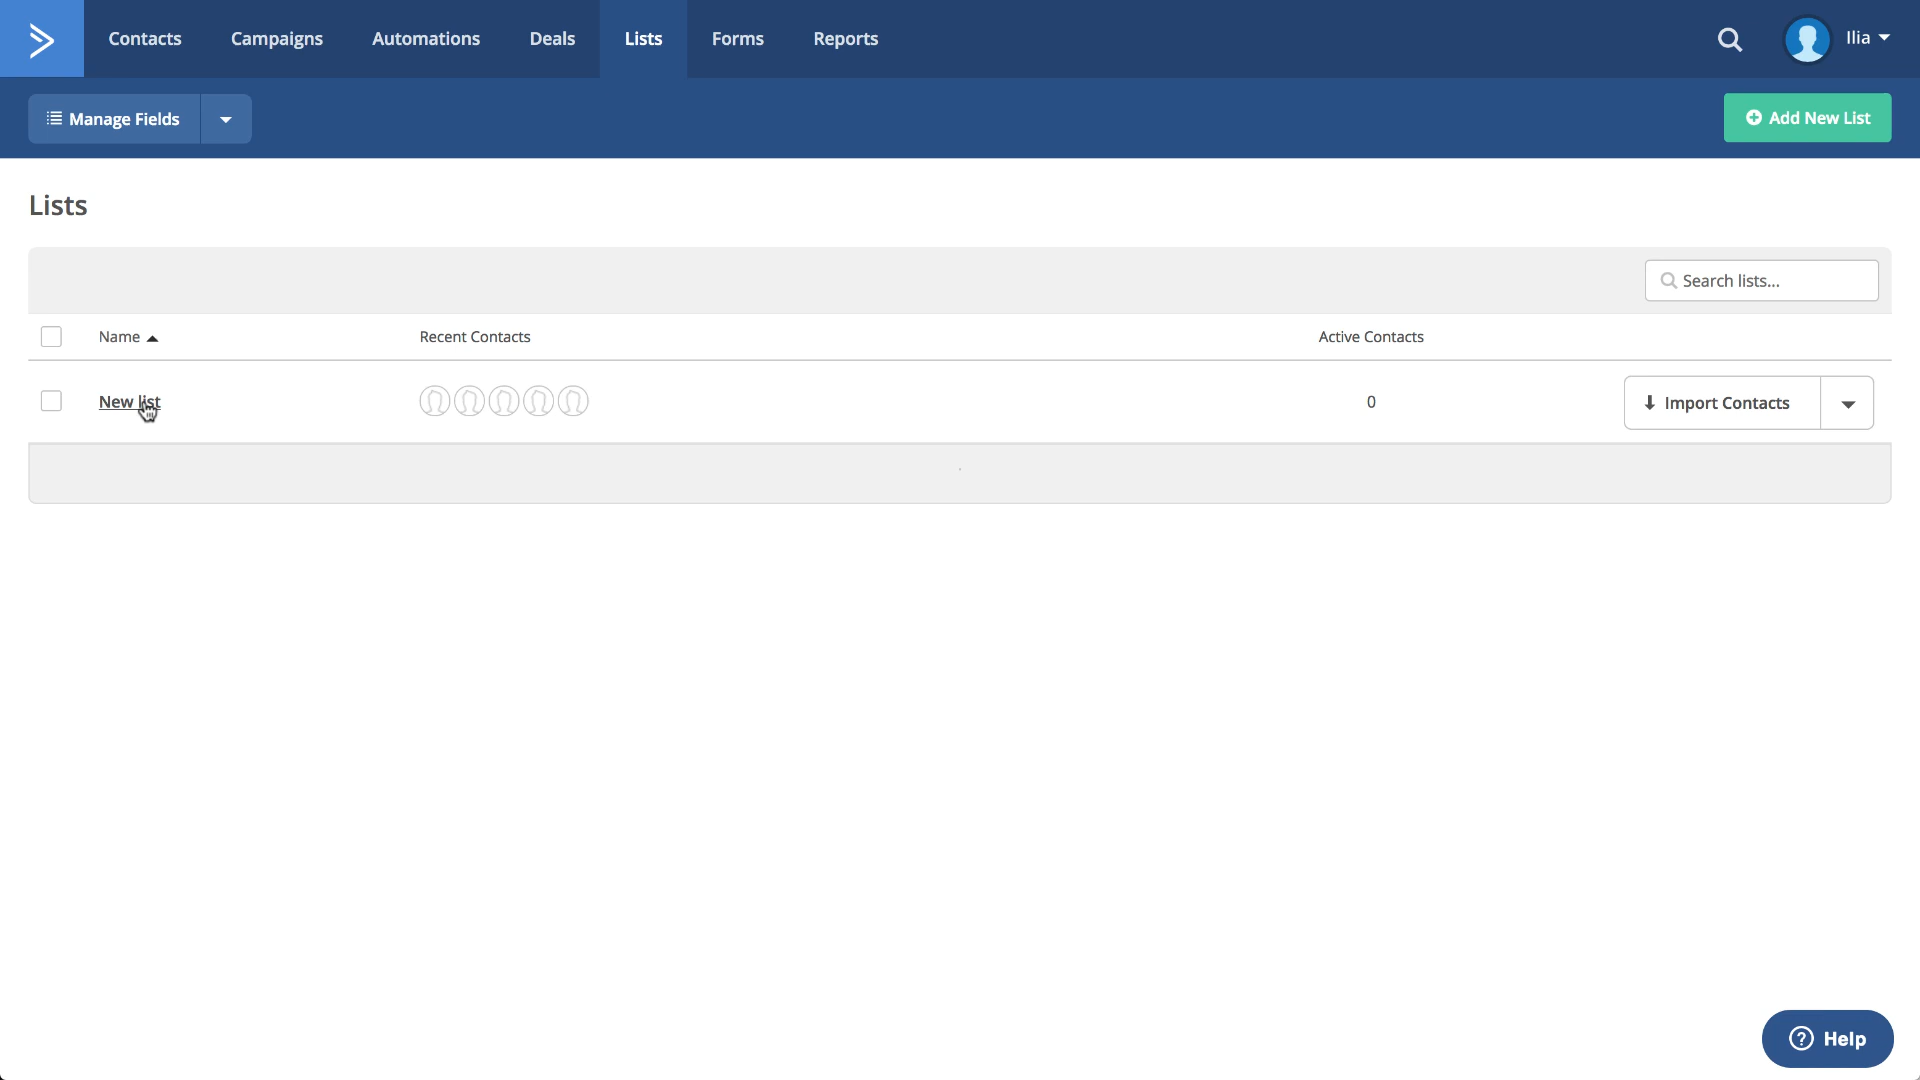 Contacts Campaigns Automations Deals Lists Forms Reports Ilia
Manage Fields Add New List
Lists
Search lists...
Name Recent Contacts Active Contacts
New list 0 Import Contacts
Help